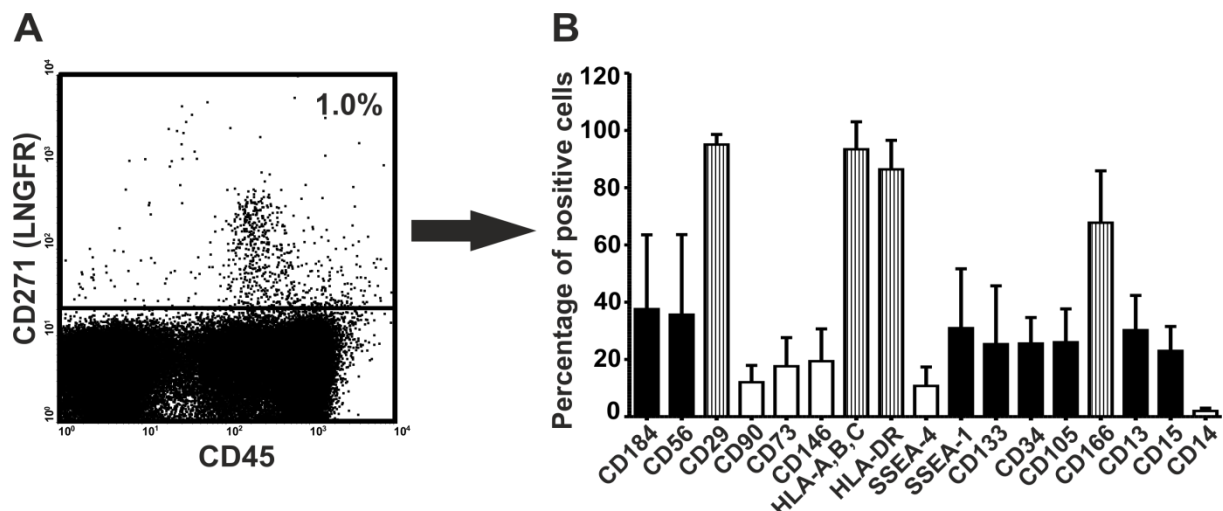 A
CD271 (LNGFR)
10⁴
10³
10²
10¹
10⁰
1.0%
10⁰ 10¹ 10² 10³ 10⁴
CD45
B
Percentage of positive cells
120
100
80
60
40
20
0
CD184 CD56 CD29 CD90 CD73 CD146 HLA-A,B,C HLA-DR SSEA-4 SSEA-1 CD133 CD34 CD105 CD166 CD13 CD15 CD14